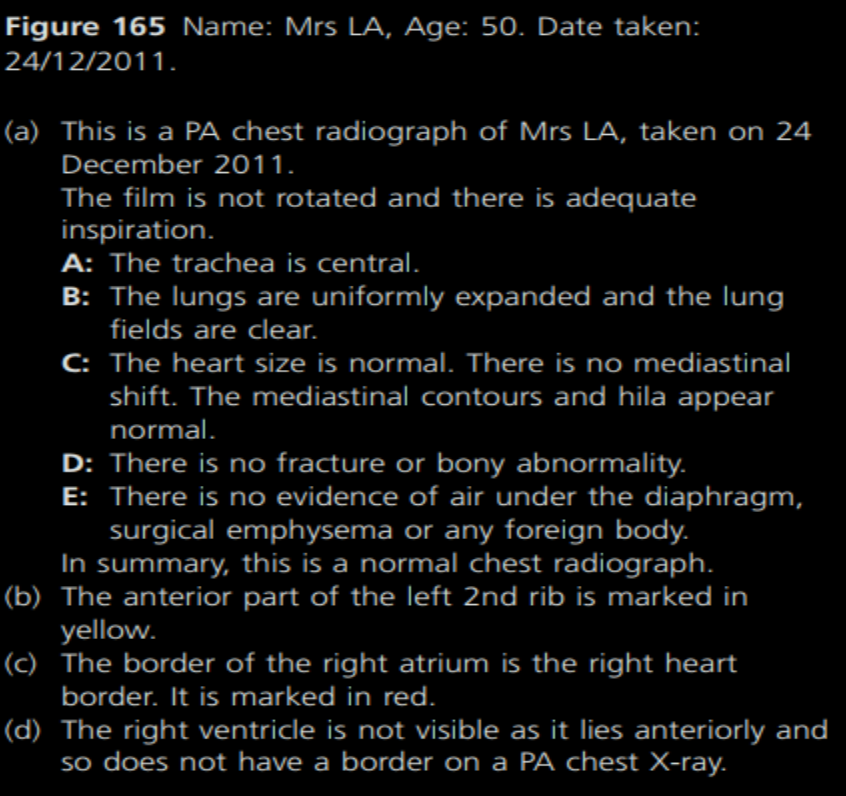 Figure 165 Name: Mrs LA, Age: 50. Date taken:
24/12/2011.
(a) This is a PA chest radiograph of Mrs LA, taken on 24
December 2011.
The film is not rotated and there is adequate
inspiration.
A: The trachea is central.
B: The lungs are uniformly expanded and the lung
fields are clear.
C: The heart size is normal. There is no mediastinal
shift. The mediastinal contours and hila appear
normal.
D: There is no fracture or bony abnormality.
E: There is no evidence of air under the diaphragm,
surgical emphysema or any foreign body.
In summary, this is a normal chest radiograph.
(b) The anterior part of the left 2nd rib is marked in
yellow.
(c) The border of the right atrium is the right heart
border. It is marked in red.
(d) The right ventricle is not visible as it lies anteriorly and
so does not have a border on a PA chest X-ray.